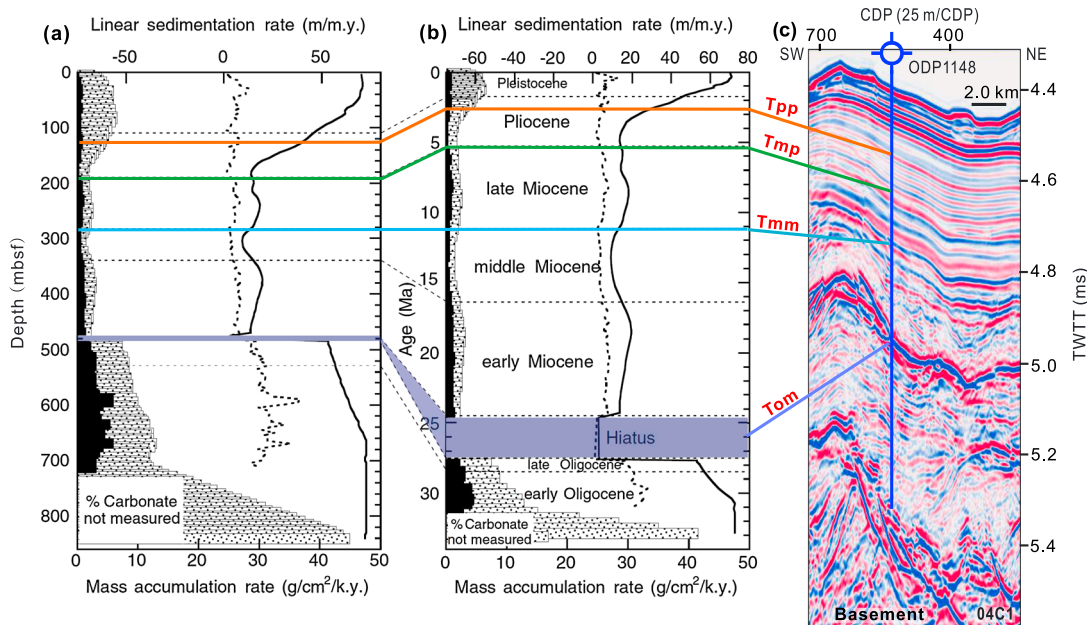 (a)
Linear sedimentation rate (m/m.y.)
-50 0 50
0
100
200
300
400
500
600
700
800
Depth (mbsf)
% Carbonate
not measured
0 10 20 30 40 50
Mass accumulation rate (g/cm²/k.y.)
(b)
Linear sedimentation rate (m/m.y.)
-60 -40 -20 0 20 40 60 80
0
5
10
15
20
25
30
Age (Ma)
Pleistocene
Pliocene
late Miocene
middle Miocene
early Miocene
Hiatus
late Oligocene
early Oligocene
% Carbonate
not measured
0 10 20 30 40 50
Mass accumulation rate (g/cm²/k.y.)
Tpp
Tmp
Tmm
Tom
(c)
CDP (25 m/CDP)
700 400
SW NE
ODP1148
2.0 km
4.4
4.6
4.8
5.0
5.2
5.4
TWTT (ms)
Basement 04C1